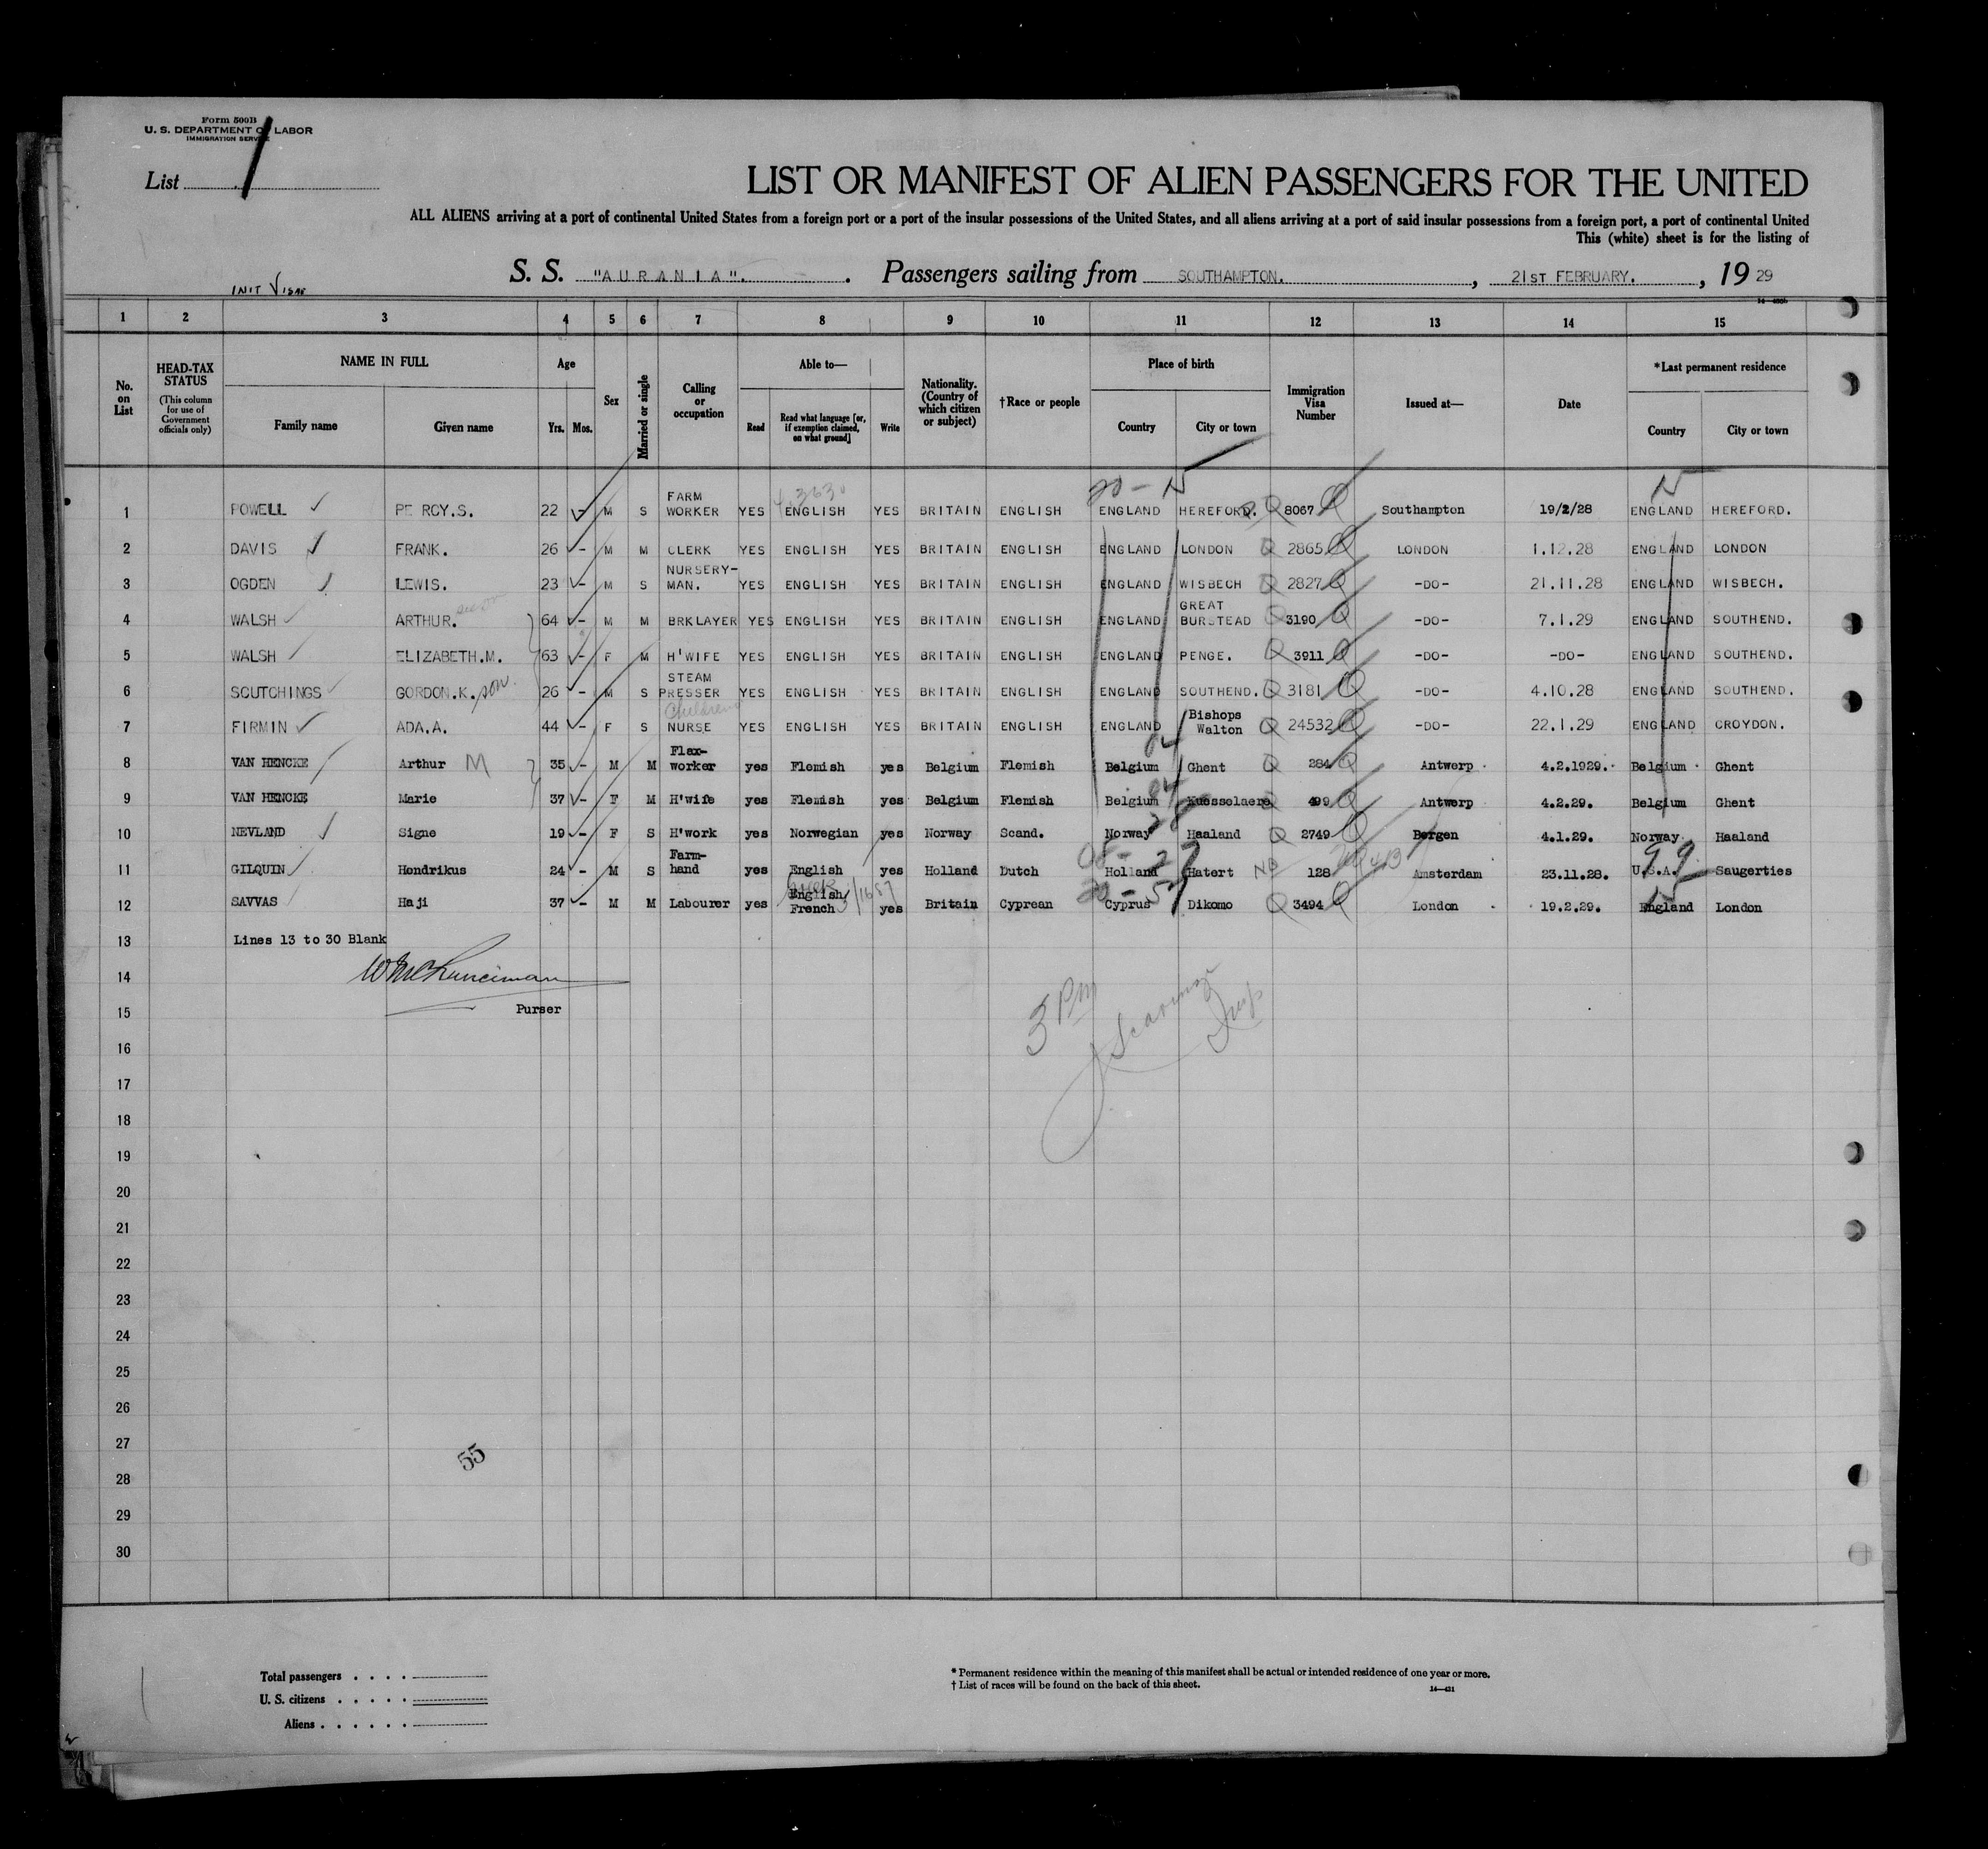 Form 500B
U. S. DEPARTMENT OF LABOR
IMMIGRATION SERVICE
List 1
LIST OR MANIFEST OF ALIEN PASSENGERS FOR THE UNITED
ALL ALIENS arriving at a port of continental United States from a foreign port or a port of the insular possessions of the United States, and all aliens arriving at a port of said insular possessions from a foreign port, a port of continental United
This (white) sheet is for the listing of
S. S. "AURANIA". Passengers sailing from SOUTHAMPTON. , 21ST FEBRUARY. , 19 29
1 2 3 4 5 6 7 8 9 10 11 12 13 14 15
No. on List
HEAD-TAX STATUS (This column for use of Government officials only)
NAME IN FULL
Family name Given name
Age
Yrs. Mos.
Sex
Married or single
Calling or occupation
Able to—
Read Read what language [or, if exemption claimed, on what ground] Write
Nationality. (Country of which citizen or subject)
†Race or people
Place of birth
Country City or town
Immigration Visa Number
Issued at—
Date
*Last permanent residence
Country City or town
1 POWELL PERCY.S. 22 M S FARM WORKER YES ENGLISH YES BRITAIN ENGLISH ENGLAND HEREFORD. 8067 Southampton 19/2/28 ENGLAND HEREFORD.
2 DAVIS FRANK. 26 - M M CLERK YES ENGLISH YES BRITAIN ENGLISH ENGLAND LONDON 2865 LONDON 1.12.28 ENGLAND LONDON
3 OGDEN LEWIS. 23 - M S NURSERY-MAN. YES ENGLISH YES BRITAIN ENGLISH ENGLAND WISBECH 2827 -DO- 21.11.28 ENGLAND WISBECH.
4 WALSH ARTHUR. 64 - M M BRKLAYER YES ENGLISH YES BRITAIN ENGLISH ENGLAND GREAT BURSTEAD 3190 -DO- 7.1.29 ENGLAND SOUTHEND.
5 WALSH ELIZABETH.M. 63 - F M H'WIFE YES ENGLISH YES BRITAIN ENGLISH ENGLAND PENGE. 3911 -DO- -DO- ENGLAND SOUTHEND.
6 SCUTCHINGS GORDON.K. son 26 - M S STEAM PRESSER YES ENGLISH YES BRITAIN ENGLISH ENGLAND SOUTHEND. 3181 -DO- 4.10.28 ENGLAND SOUTHEND.
7 FIRMIN ADA.A. 44 - F S Childrens NURSE YES ENGLISH YES BRITAIN ENGLISH ENGLAND Bishops Walton 24532 -DO- 22.1.29 ENGLAND CROYDON.
8 VAN HENCKE Arthur M 35 - M M Flax-worker yes Flemish yes Belgium Flemish Belgium Ghent 284 Antwerp 4.2.1929. Belgium Ghent
9 VAN HENCKE Marie 37 - F M H'wife yes Flemish yes Belgium Flemish Belgium 499 Antwerp 4.2.29. Belgium Ghent
10 NEVLAND Signe 19 - F S H'work yes Norwegian yes Norway Scand. Norway Haaland 2749 Bergen 4.1.29. Norway Haaland
11 GILQUIN Hendrikus 24 - M S Farm-hand yes English yes Holland Dutch Holland Hatert 128 Amsterdam 23.11.28. U.S.A. Saugerties
12 SAVVAS Haji 37 - M M Labourer yes English French yes Britain Cyprean Cyprus Dikomo 3494 London 19.2.29. England London
13 Lines 13 to 30 Blank
14
15 Purser
16
3 PM
17
18
19
20
21
22
23
24
25
26
27
55
28
29
30
Total passengers
U. S. citizens
Aliens
* Permanent residence within the meaning of this manifest shall be actual or intended residence of one year or more.
† List of races will be found on the back of this sheet.
14—431